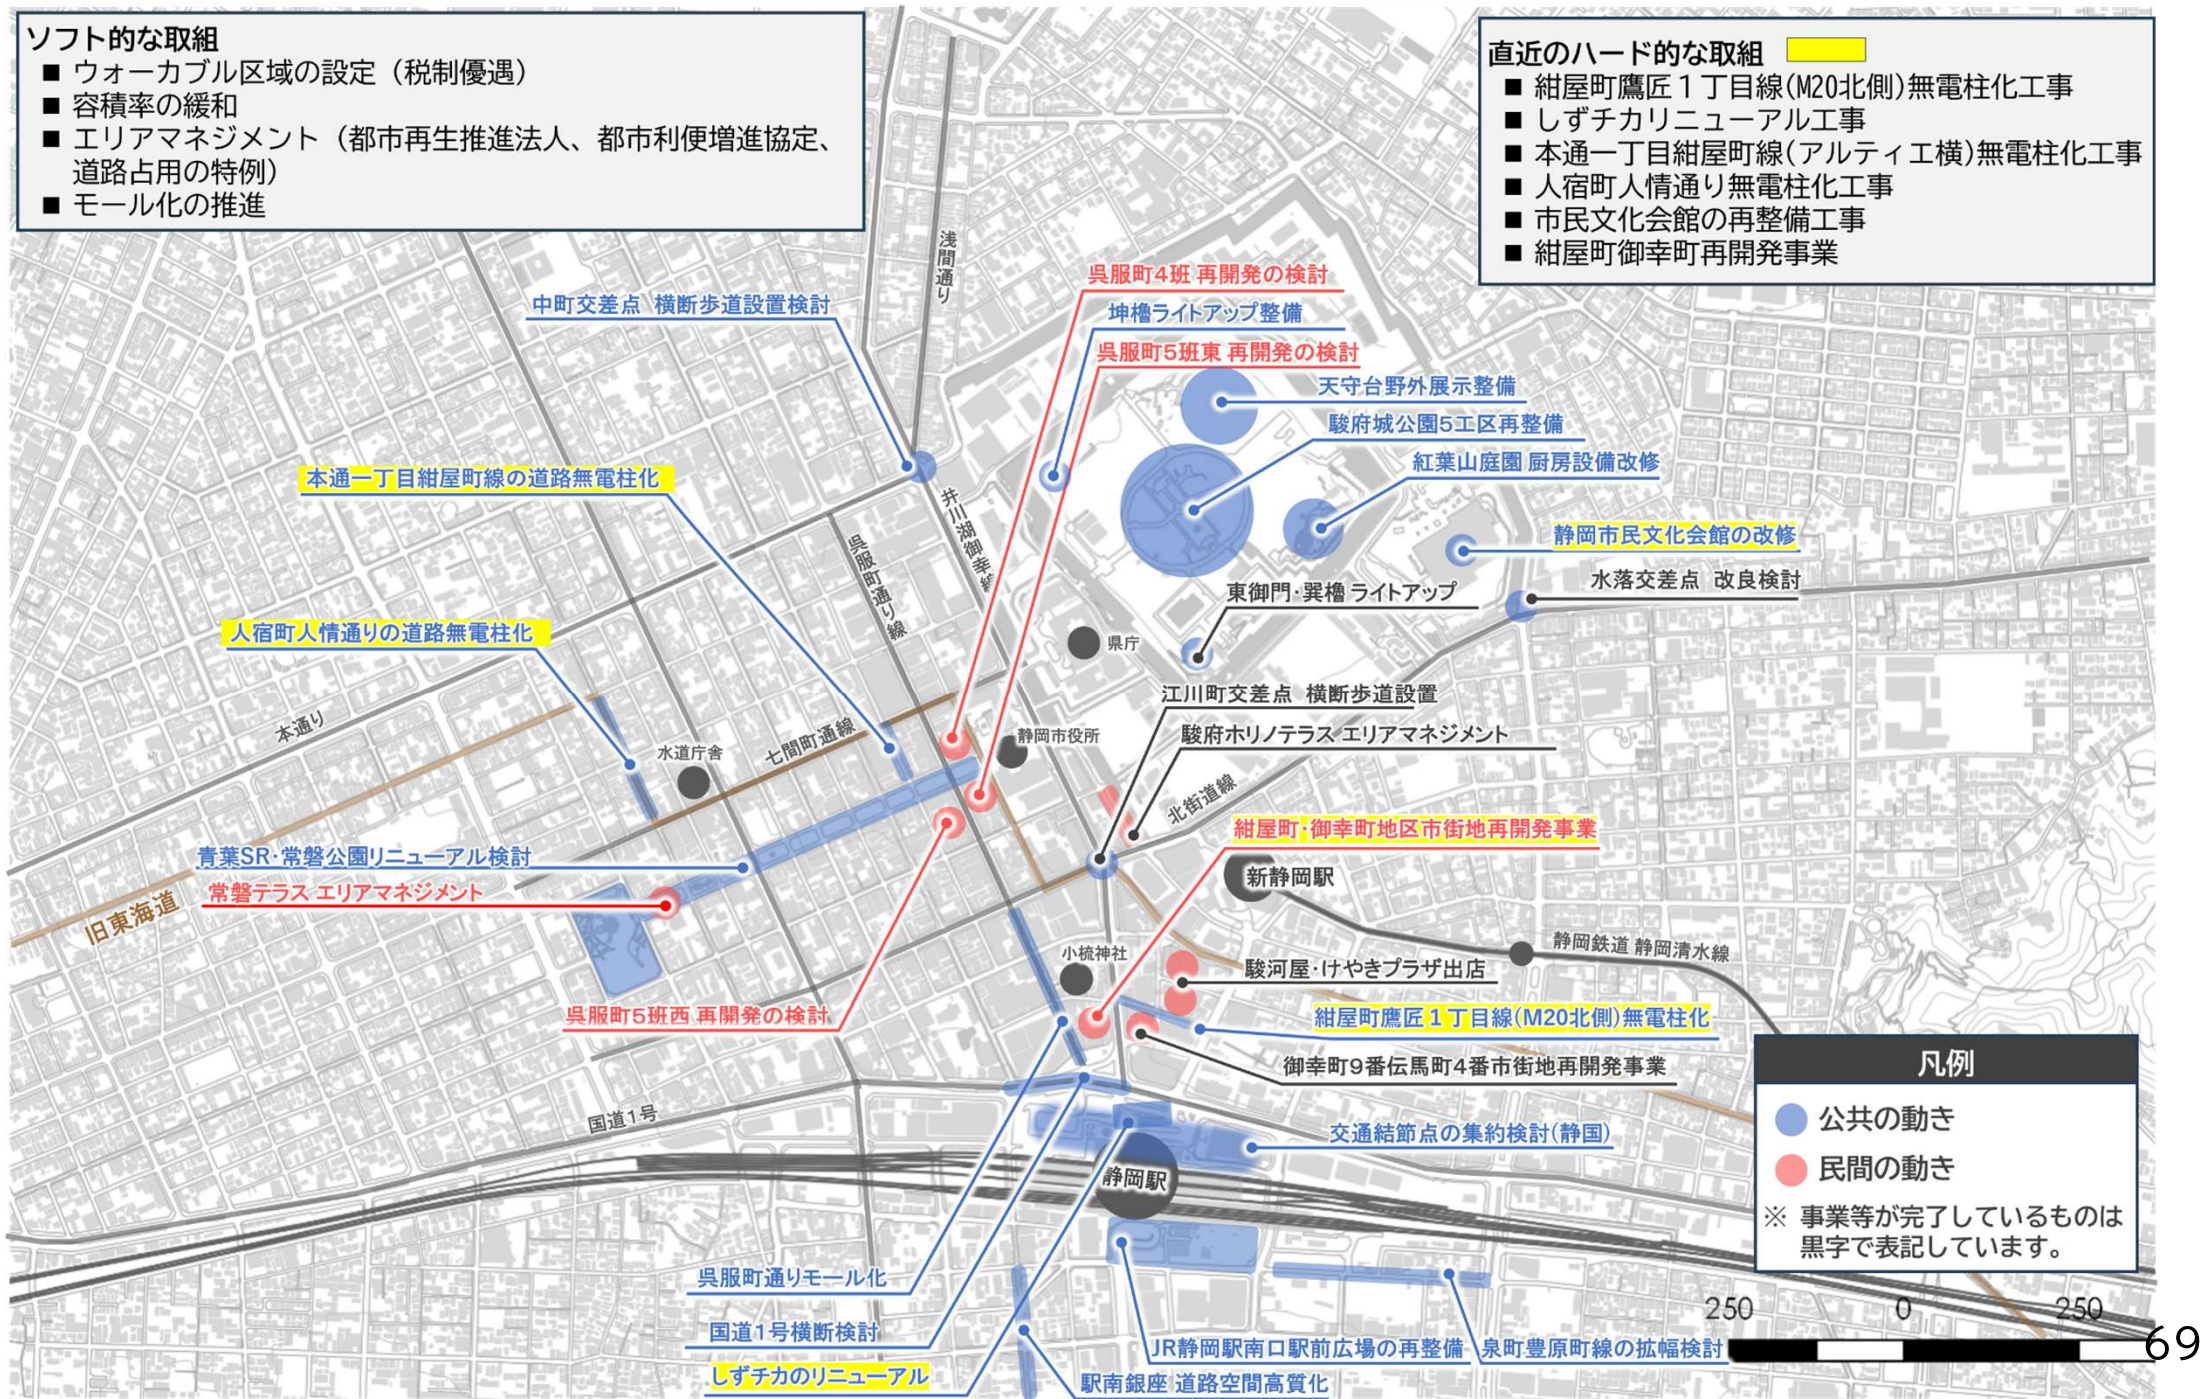 ソフト的な取組
■ ウォーカブル区域の設定（税制優遇）
■ 容積率の緩和
■ エリアマネジメント（都市再生推進法人、都市利便増進協定、
道路占用の特例）
■ モール化の推進
直近のハード的な取組
■ 紺屋町鷹匠１丁目線(M20北側)無電柱化工事
■ しずチカリニューアル工事
■ 本通一丁目紺屋町線(アルティエ横)無電柱化工事
■ 人宿町人情通り無電柱化工事
■ 市民文化会館の再整備工事
■ 紺屋町御幸町再開発事業
浅間通り
呉服町4班 再開発の検討
中町交差点 横断歩道設置検討
坤櫓ライトアップ整備
呉服町5班東 再開発の検討
天守台野外展示整備
駿府城公園5工区再整備
紅葉山庭園 厨房設備改修
本通一丁目紺屋町線の道路無電柱化
井川湖御幸線
呉服町通り線
静岡市民文化会館の改修
水落交差点 改良検討
東御門・巽櫓 ライトアップ
人宿町人情通りの道路無電柱化
県庁
江川町交差点 横断歩道設置
本通り
水道庁舎
七間町通線
静岡市役所
駿府ホリノテラス エリアマネジメント
北街道線
紺屋町・御幸町地区市街地再開発事業
青葉SR・常磐公園リニューアル検討
新静岡駅
常磐テラス エリアマネジメント
旧東海道
小梳神社
静岡鉄道 静岡清水線
駿河屋・けやきプラザ出店
呉服町5班西 再開発の検討
紺屋町鷹匠１丁目線(M20北側)無電柱化
御幸町9番伝馬町4番市街地再開発事業
国道1号
交通結節点の集約検討(静国)
静岡駅
凡例
公共の動き
民間の動き
※ 事業等が完了しているものは
黒字で表記しています。
呉服町通りモール化
国道1号横断検討
しずチカのリニューアル
JR静岡駅南口駅前広場の再整備
泉町豊原町線の拡幅検討
駅南銀座 道路空間高質化
250 0 250
69